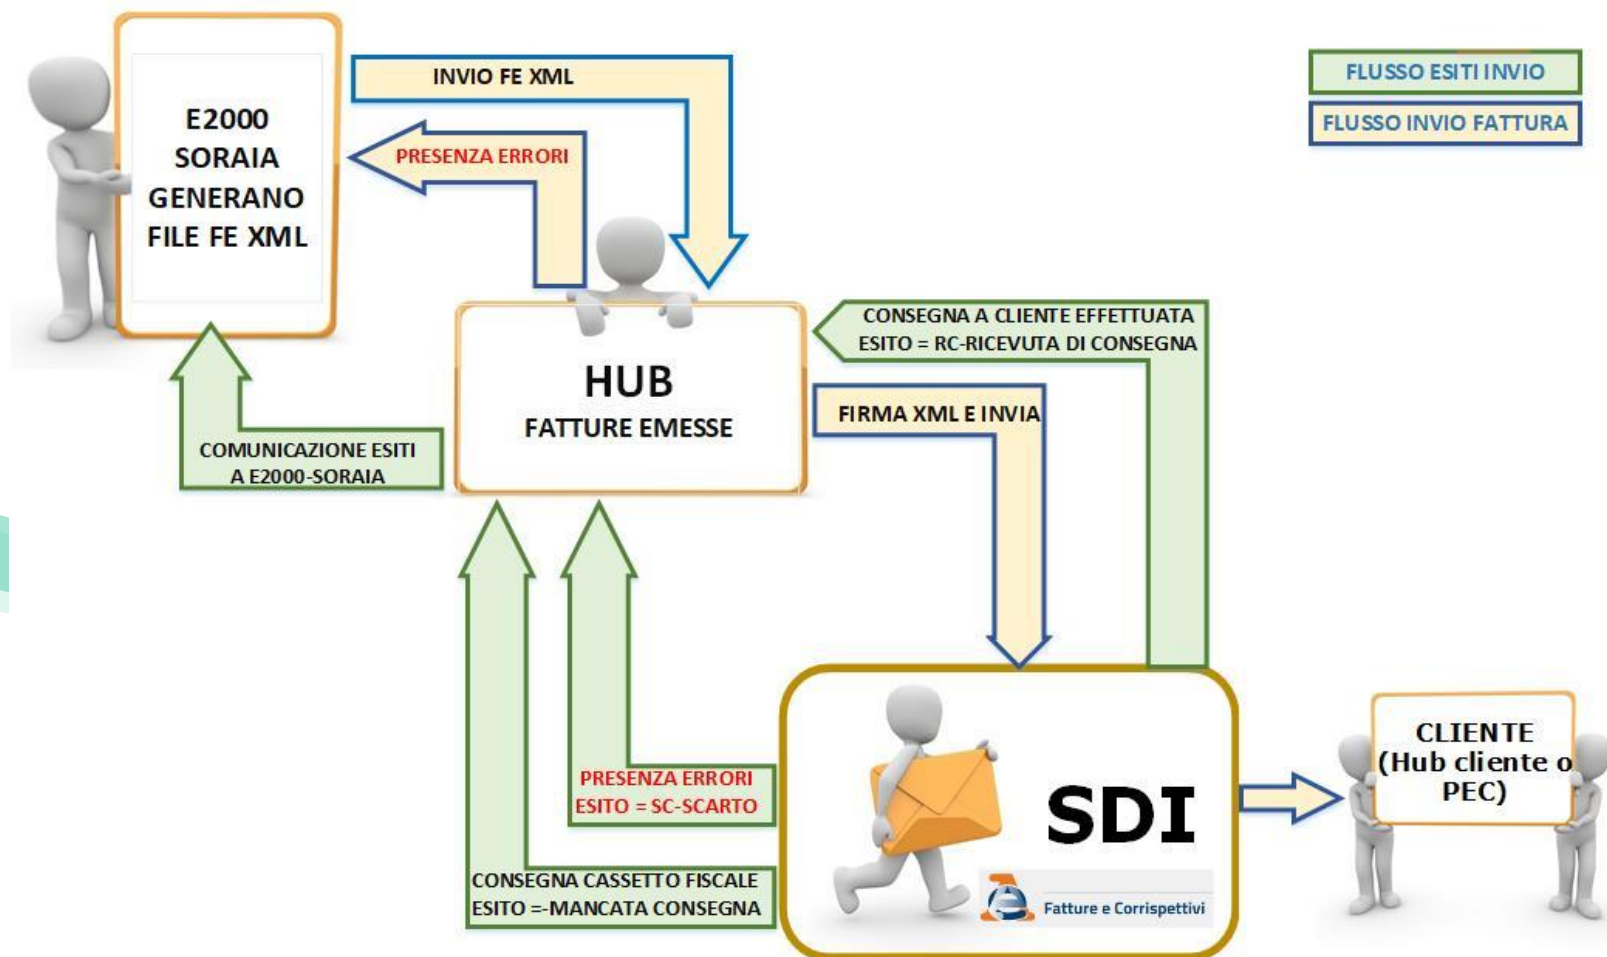 E2000
SORAIA
GENERANO
FILE FE XML
INVIO FE XML
PRESENZA ERRORI
FLUSSO ESITI INVIO
FLUSSO INVIO FATTURA
HUB
FATTURE EMESSE
CONSEGNA A CLIENTE EFFETTUATA
ESITO = RC-RICEVUTA DI CONSEGNA
FIRMA XML E INVIA
COMUNICAZIONE ESITI
A E2000-SORAIA
PRESENZA ERRORI
ESITO = SC-SCARTO
CONSEGNA CASSETTO FISCALE
ESITO =-MANCATA CONSEGNA
SDI
Fatture e Corrispettivi
CLIENTE
(Hub cliente o
PEC)